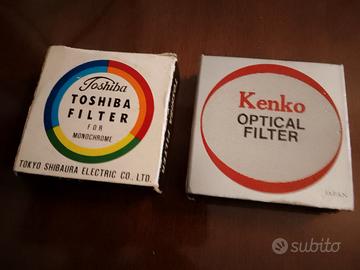 Toshiba
TOSHIBA
FILTER
FOR
MONOCHROME
TOKYO SHIBAURA ELECTRIC CO., LTD.
Kenko
OPTICAL
FILTER
JAPAN
subito